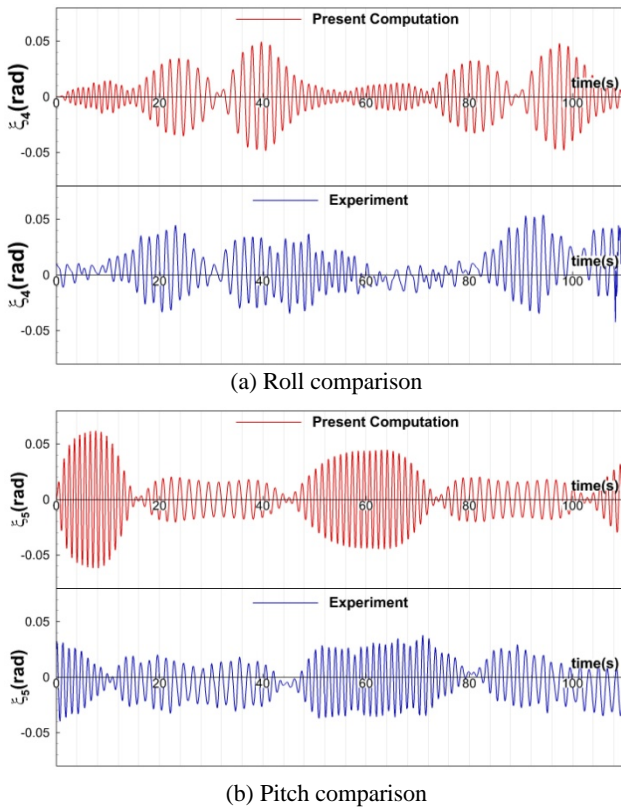 Present Computation
0.05
ξ4(rad)
0
-0.05
0 20 40 60 80 100
time(s)
Experiment
0.05
ξ4(rad)
0
-0.05
0 20 40 60 80 100
time(s)
(a) Roll comparison
Present Computation
0.05
ξ5(rad)
0
-0.05
0 20 40 60 80 100
time(s)
Experiment
0.05
ξ5(rad)
0
-0.05
0 20 40 60 80 100
time(s)
(b) Pitch comparison